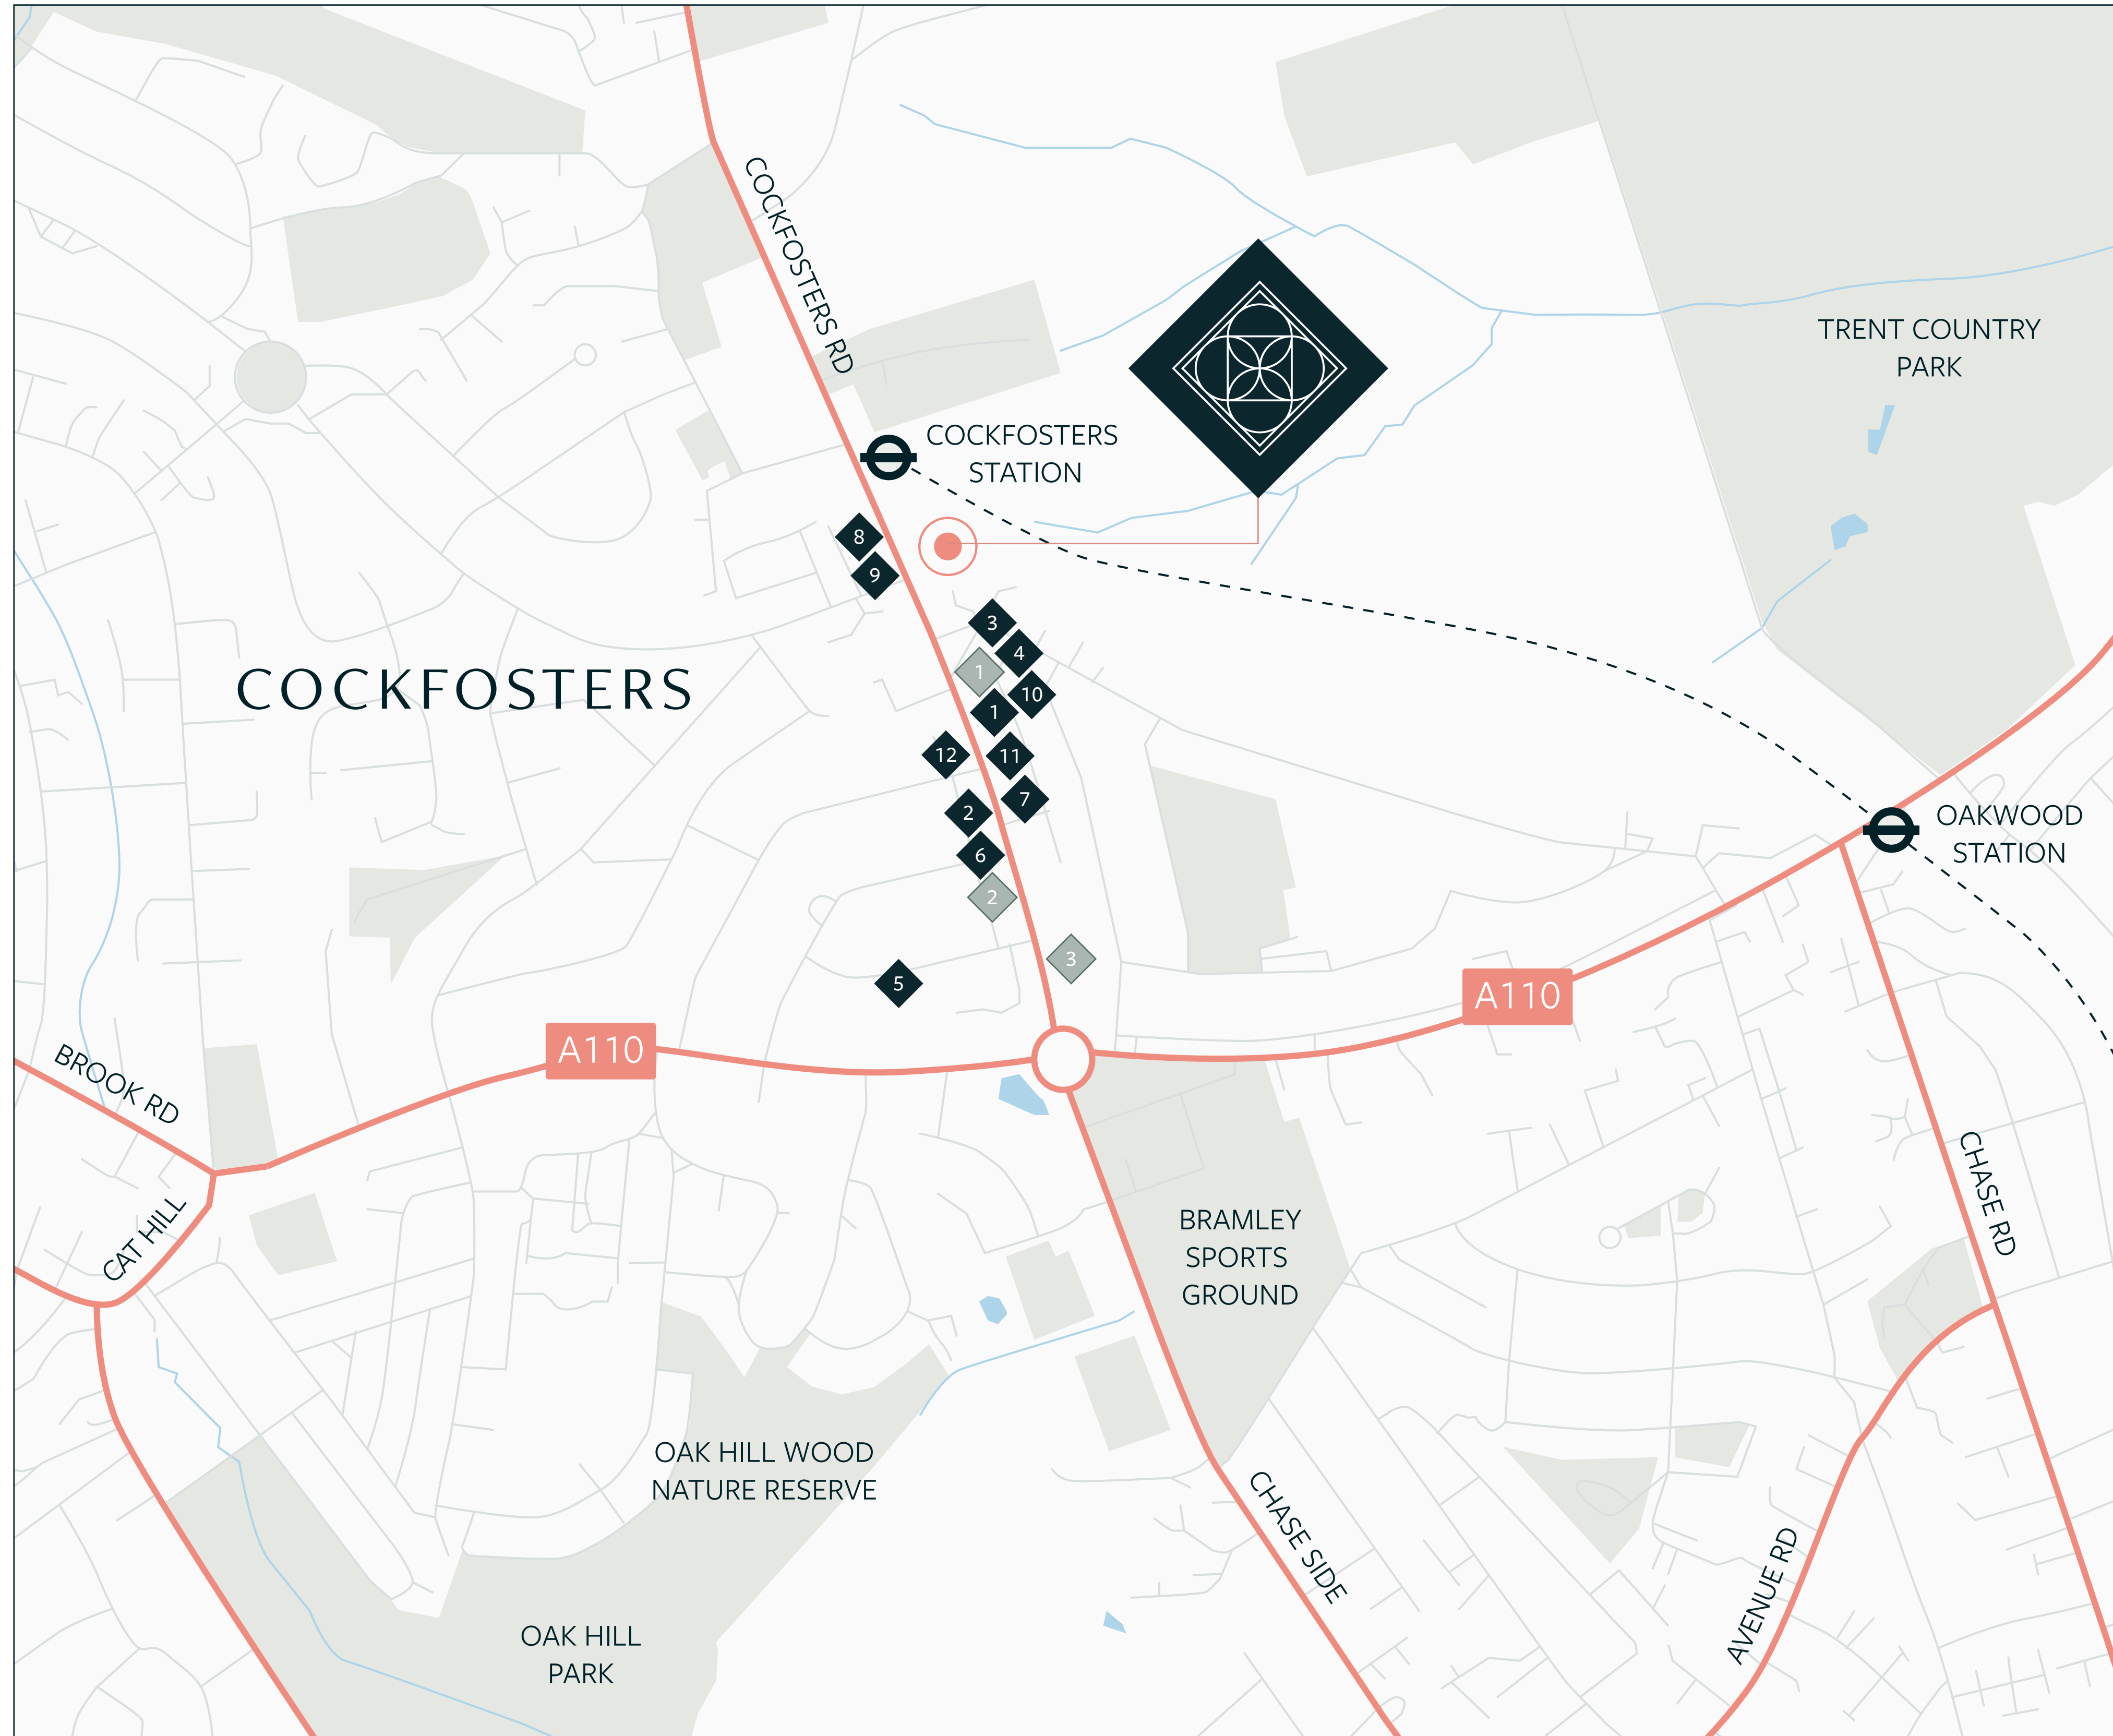 COCKFOSTERS RD
TRENT COUNTRY
PARK
COCKFOSTERS
STATION
8
9
3
4
1
10
1
COCKFOSTERS
12
11
7
2
6
2
OAKWOOD
STATION
3
5
A110
A110
BROOK RD
CAT HILL
CHASE RD
BRAMLEY
SPORTS
GROUND
OAK HILL WOOD
NATURE RESERVE
CHASE SIDE
AVENUE RD
OAK HILL
PARK